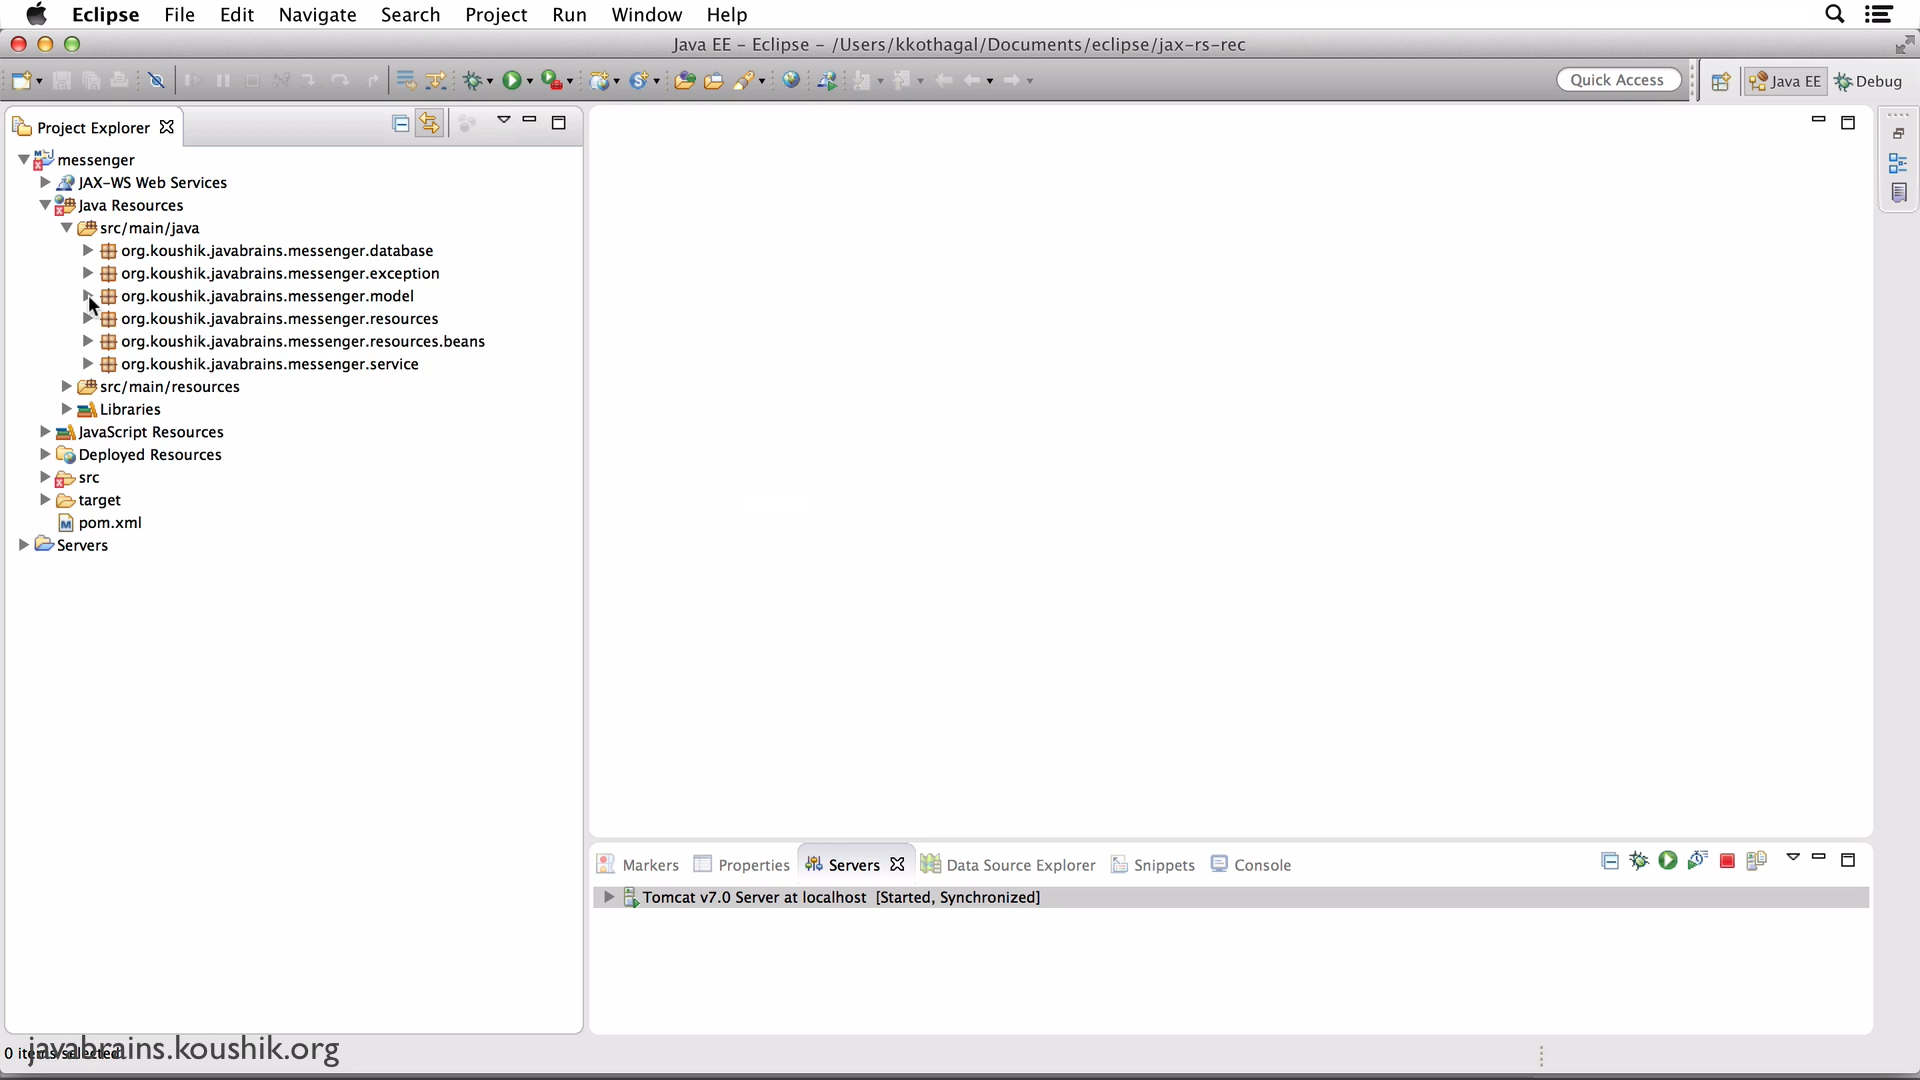 Eclipse File Edit Navigate Search Project Run Window Help
Java EE – Eclipse – /Users/kkothagal/Documents/eclipse/jax-rs-rec
Quick Access
Java EE
Debug
Project Explorer
messenger
JAX-WS Web Services
Java Resources
src/main/java
org.koushik.javabrains.messenger.database
org.koushik.javabrains.messenger.exception
org.koushik.javabrains.messenger.model
org.koushik.javabrains.messenger.resources
org.koushik.javabrains.messenger.resources.beans
org.koushik.javabrains.messenger.service
src/main/resources
Libraries
JavaScript Resources
Deployed Resources
src
target
pom.xml
Servers
Markers Properties Servers Data Source Explorer Snippets Console
Tomcat v7.0 Server at localhost [Started, Synchronized]
0 items selected
javabrains.koushik.org